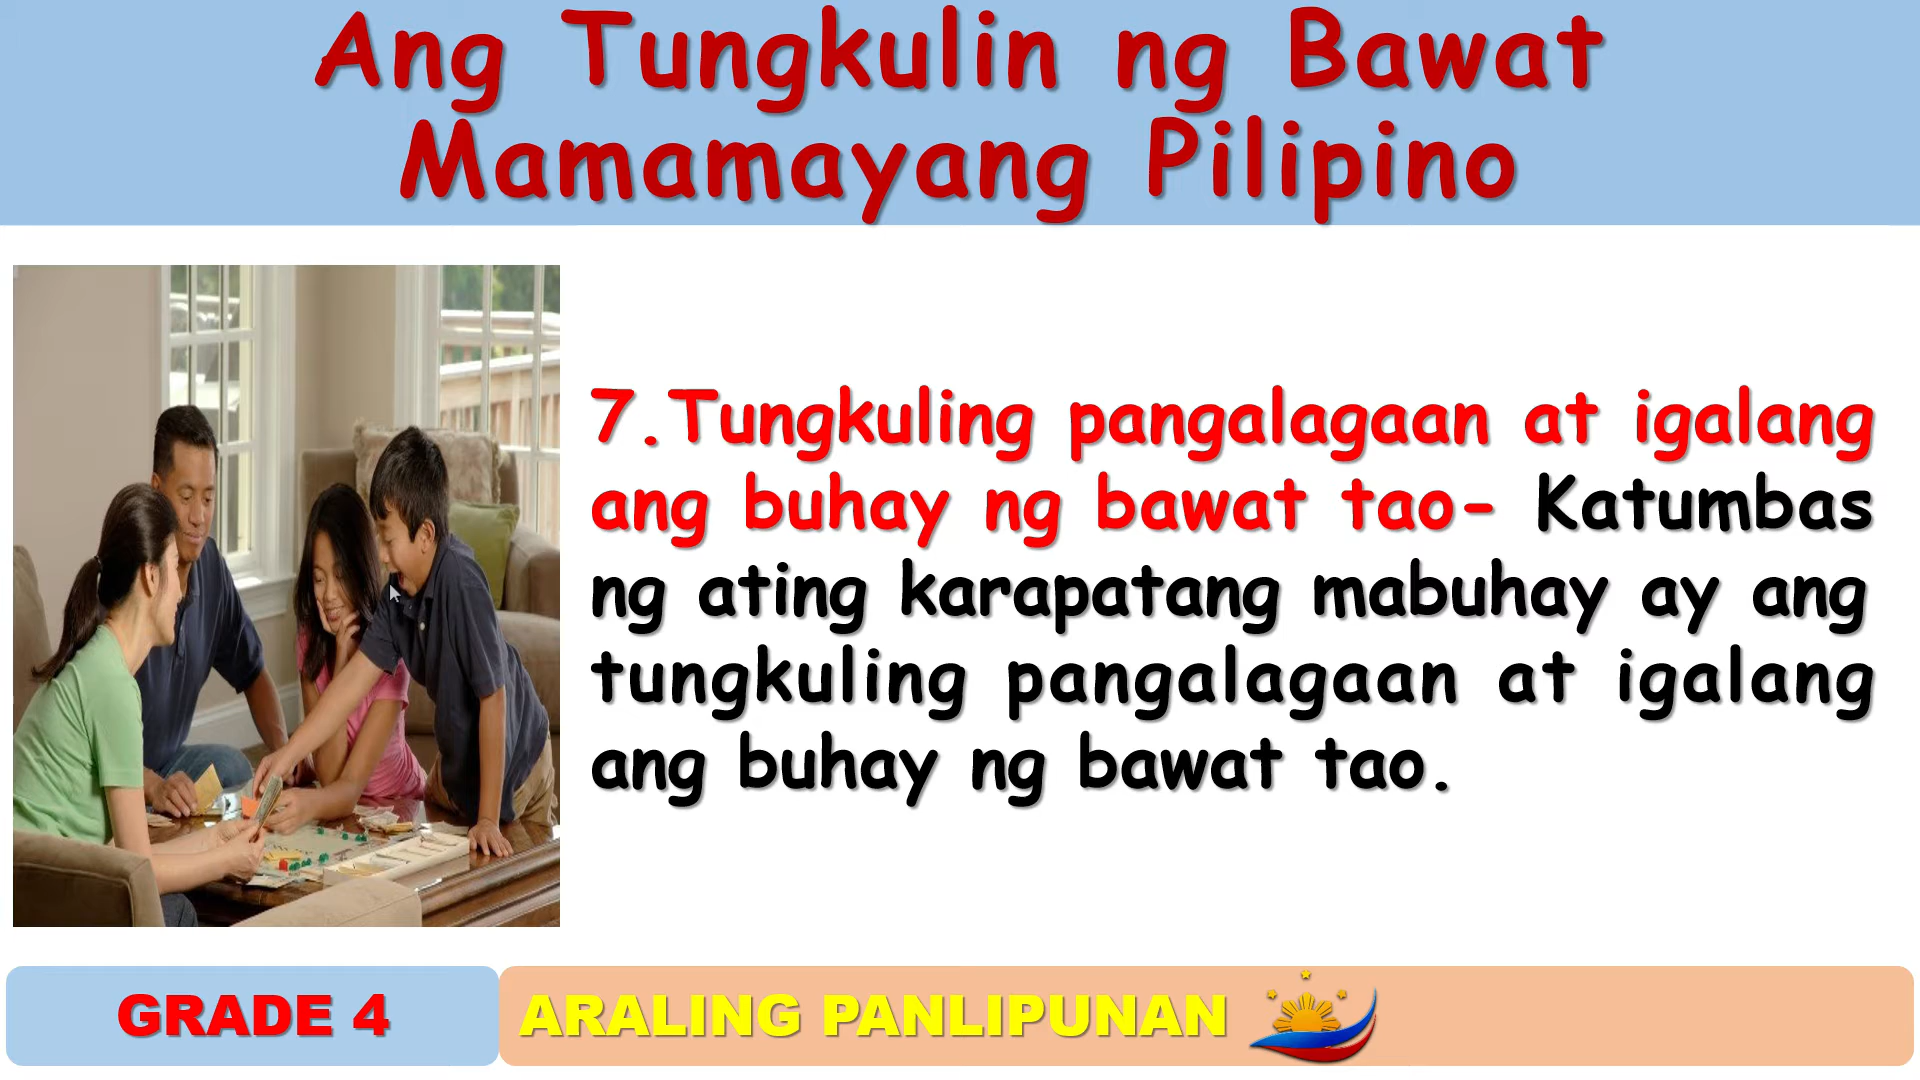 Ang Tungkulin ng Bawat
Mamamayang Pilipino
7.Tungkuling pangalagaan at igalang
ang buhay ng bawat tao- Katumbas
ng ating karapatang mabuhay ay ang
tungkuling pangalagaan at igalang
ang buhay ng bawat tao.
GRADE 4
ARALING PANLIPUNAN